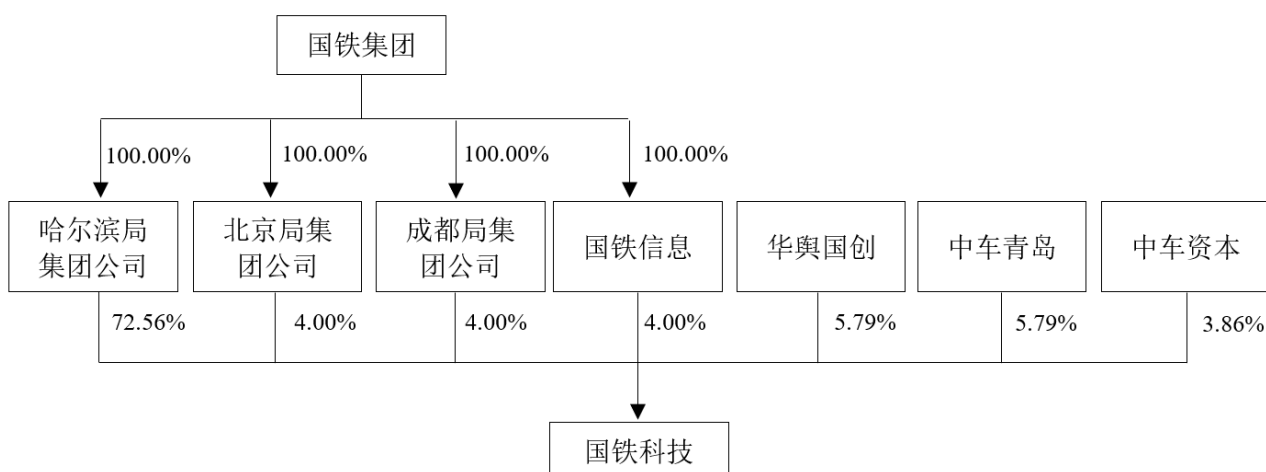 国铁集团
100.00%
100.00%
100.00%
100.00%
哈尔滨局
集团公司
北京局集
团公司
成都局集
团公司
国铁信息
华舆国创
中车青岛
中车资本
72.56%
4.00%
4.00%
4.00%
5.79%
5.79%
3.86%
国铁科技